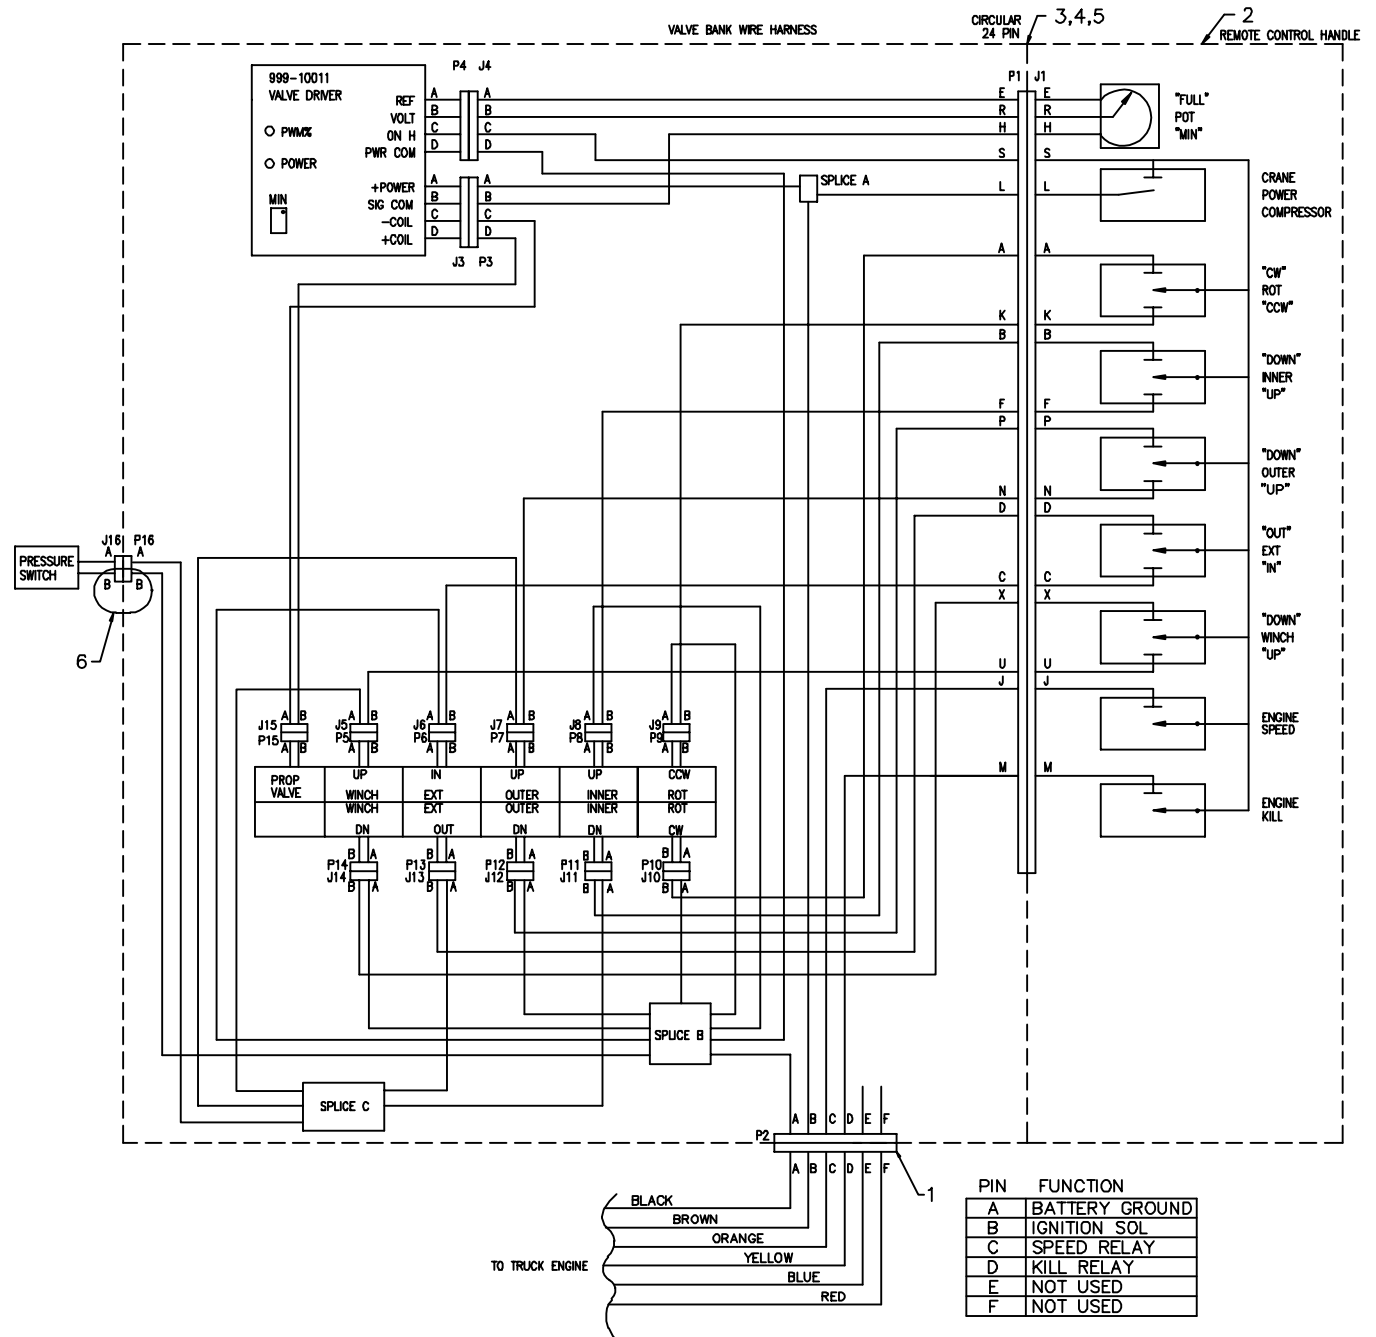 VALVE BANK WIRE HARNESS
CIRCULAR
24 PIN
3,4,5
2
REMOTE CONTROL HANDLE
999-10011
VALVE DRIVER
PWM%
POWER
MIN
REF
VOLT
ON H
PWR COM
+POWER
SIG COM
-COIL
+COIL
P4 J4
A A
B B
C C
D D
A A
B B
C C
D D
J3 P3
SPLICE A
P1 J1
E E
R R
H H
S S
L L
A A
K K
B B
F F
P P
N N
D D
C C
X X
U U
J J
M M
"FULL"
POT
"MIN"
CRANE
POWER
COMPRESSOR
"CW"
ROT
"CCW"
"DOWN"
INNER
"UP"
"DOWN"
OUTER
"UP"
"OUT"
EXT
"IN"
"DOWN"
WINCH
"UP"
ENGINE
SPEED
ENGINE
KILL
J16 P16
A A
B B
PRESSURE
SWITCH
6
A B A B A B A B A B A B
J15 J5 J6 J7 J8 J9
P15 P5 P6 P7 P8 P9
A B A B A B A B A B A B
PROP
VALVE
UP IN UP UP CCW
WINCH EXT OUTER INNER ROT
WINCH EXT OUTER INNER ROT
DN OUT DN DN CW
B A B A B A B A B A
P14 P13 P12 P11 P10
J14 J13 J12 J11 J10
B A B A B A B A B A
SPLICE B
SPLICE C
A B C D E F
P2
A B C D E F
1
BLACK
BROWN
ORANGE
YELLOW
BLUE
RED
TO TRUCK ENGINE
PIN FUNCTION
A BATTERY GROUND
B IGNITION SOL
C SPEED RELAY
D KILL RELAY
E NOT USED
F NOT USED